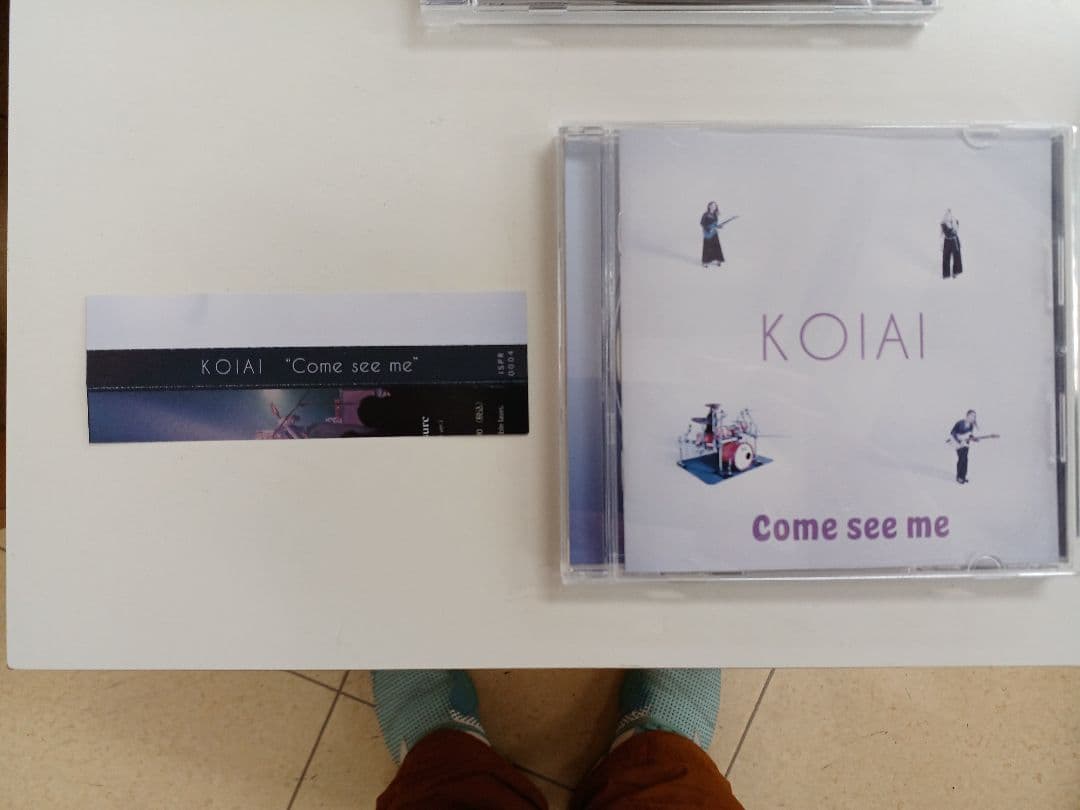 KOIAI "Come see me"
ISPR
0004
KOIAI
Come see me